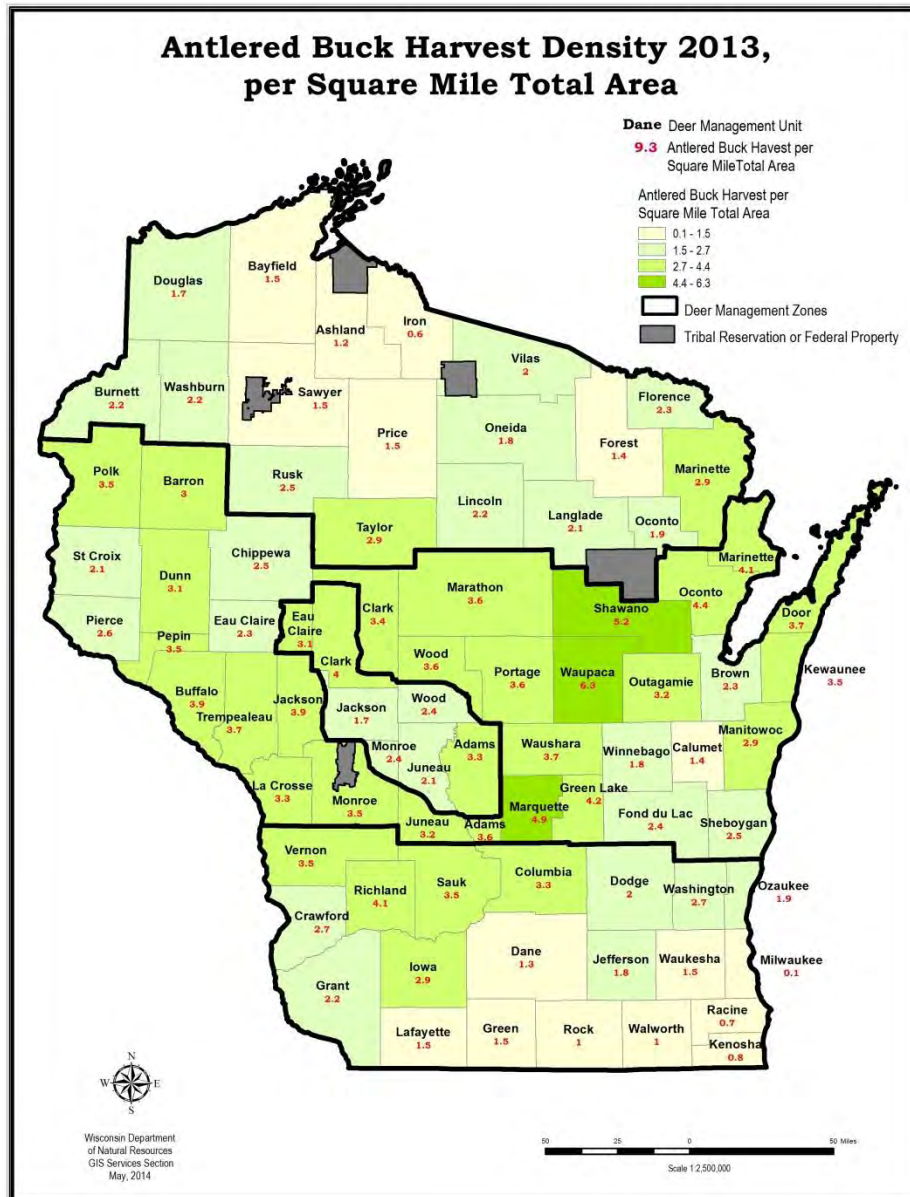 Antlered Buck Harvest Density 2013,
per Square Mile Total Area
Dane Deer Management Unit
9.3 Antlered Buck Havest per
Square MileTotal Area
Antlered Buck Harvest per
Square Mile Total Area
0.1 - 1.5
1.5 - 2.7
2.7 - 4.4
4.4 - 6.3
Deer Management Zones
Tribal Reservation or Federal Property
Douglas
1.7
Bayfield
1.5
Ashland
1.2
Iron
0.6
Vilas
2
Burnett
2.2
Washburn
2.2
Sawyer
1.5
Price
1.5
Oneida
1.8
Forest
1.4
Florence
2.3
Marinette
2.9
Polk
3.5
Barron
3
Rusk
2.5
Taylor
2.9
Lincoln
2.2
Langlade
2.1
Oconto
1.9
Marinette
4.1
St Croix
2.1
Dunn
3.1
Chippewa
2.5
Marathon
3.6
Shawano
5.2
Oconto
4.4
Door
3.7
Pierce
2.6
Pepin
3.5
Eau Claire
2.3
Eau
Claire
3.1
Clark
3.4
Clark
4
Wood
3.6
Portage
3.6
Waupaca
6.3
Outagamie
3.2
Brown
2.3
Kewaunee
3.5
Buffalo
3.9
Trempealeau
3.7
Jackson
3.9
Jackson
1.7
Wood
2.4
Monroe
2.4
Juneau
2.1
Adams
3.3
Waushara
3.7
Winnebago
1.8
Calumet
1.4
Manitowoc
2.9
La Crosse
3.3
Monroe
3.5
Juneau
3.2
Adams
3.6
Marquette
4.9
Green Lake
4.2
Fond du Lac
2.4
Sheboygan
2.5
Vernon
3.5
Richland
4.1
Sauk
3.5
Columbia
3.3
Dodge
2
Washington
2.7
Ozaukee
1.9
Crawford
2.7
Iowa
2.9
Dane
1.3
Jefferson
1.8
Waukesha
1.5
Milwaukee
0.1
Grant
2.2
Lafayette
1.5
Green
1.5
Rock
1
Walworth
1
Racine
0.7
Kenosha
0.8
N
W
E
S
Wisconsin Department
of Natural Resources
GIS Services Section
May, 2014
50 25 0 50 Miles
Scale 1:2,500,000